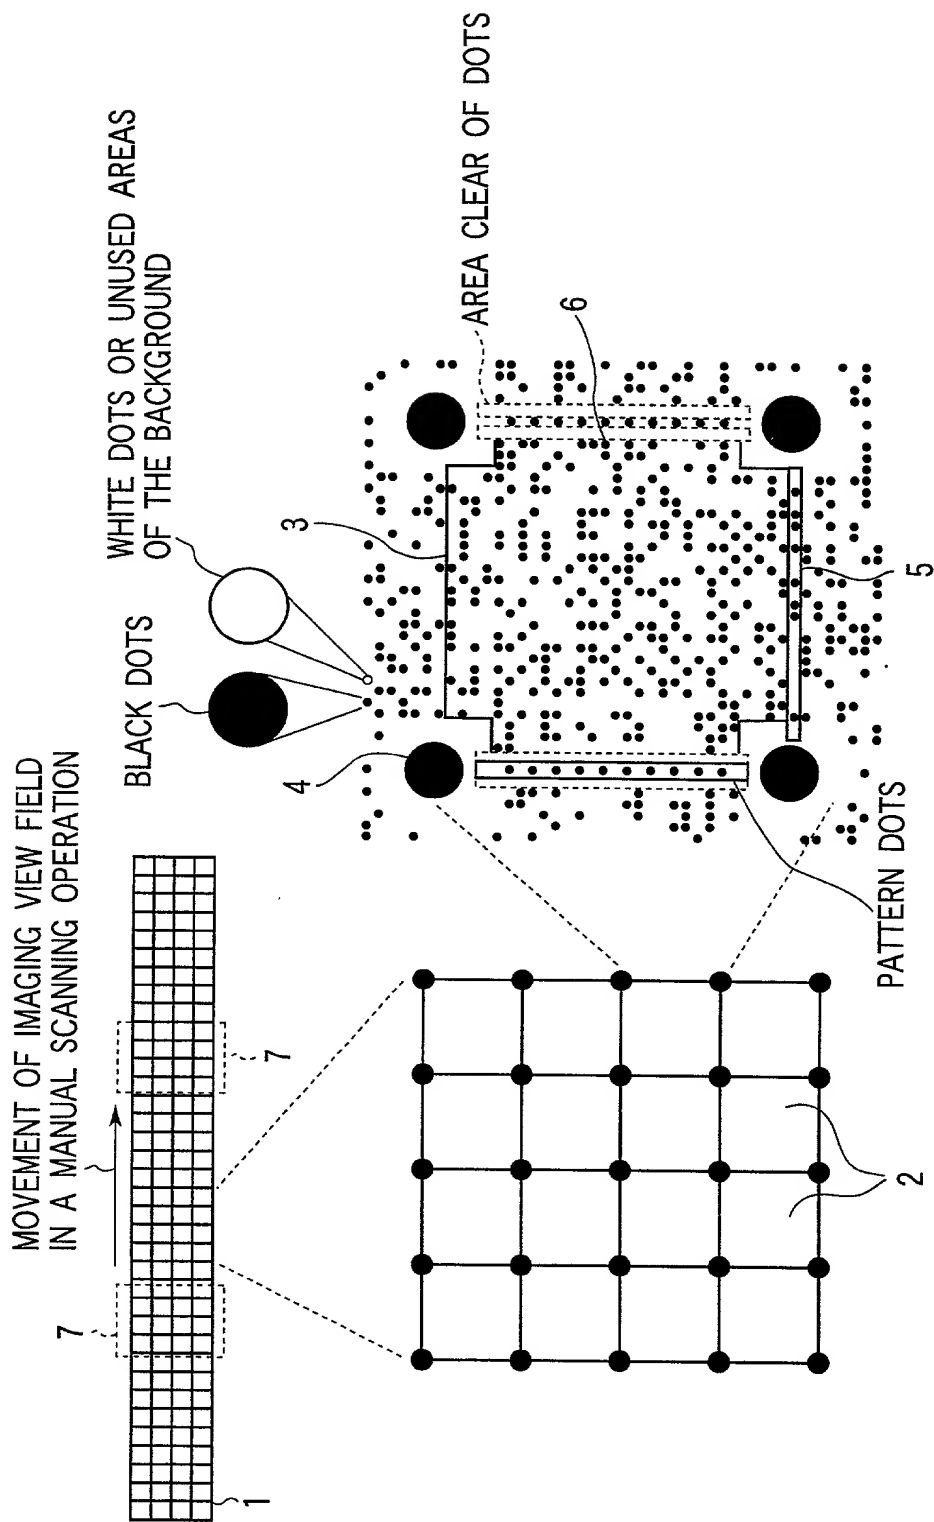 MOVEMENT OF IMAGING VIEW FIELD
IN A MANUAL SCANNING OPERATION
7
7
1
2
BLACK DOTS
WHITE DOTS OR UNUSED AREAS
OF THE BACKGROUND
3
4
AREA CLEAR OF DOTS
6
5
PATTERN DOTS